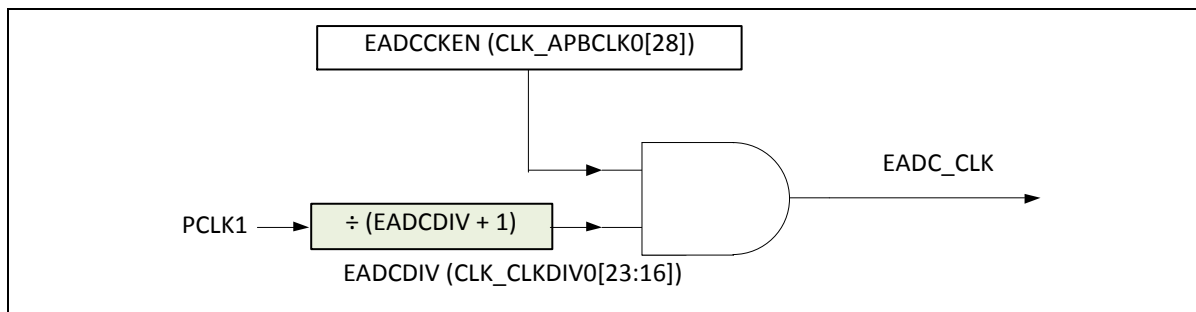 EADCCKEN (CLK_APBCLK0[28])
EADC_CLK
PCLK1
÷ (EADCDIV + 1)
EADCDIV (CLK_CLKDIV0[23:16])